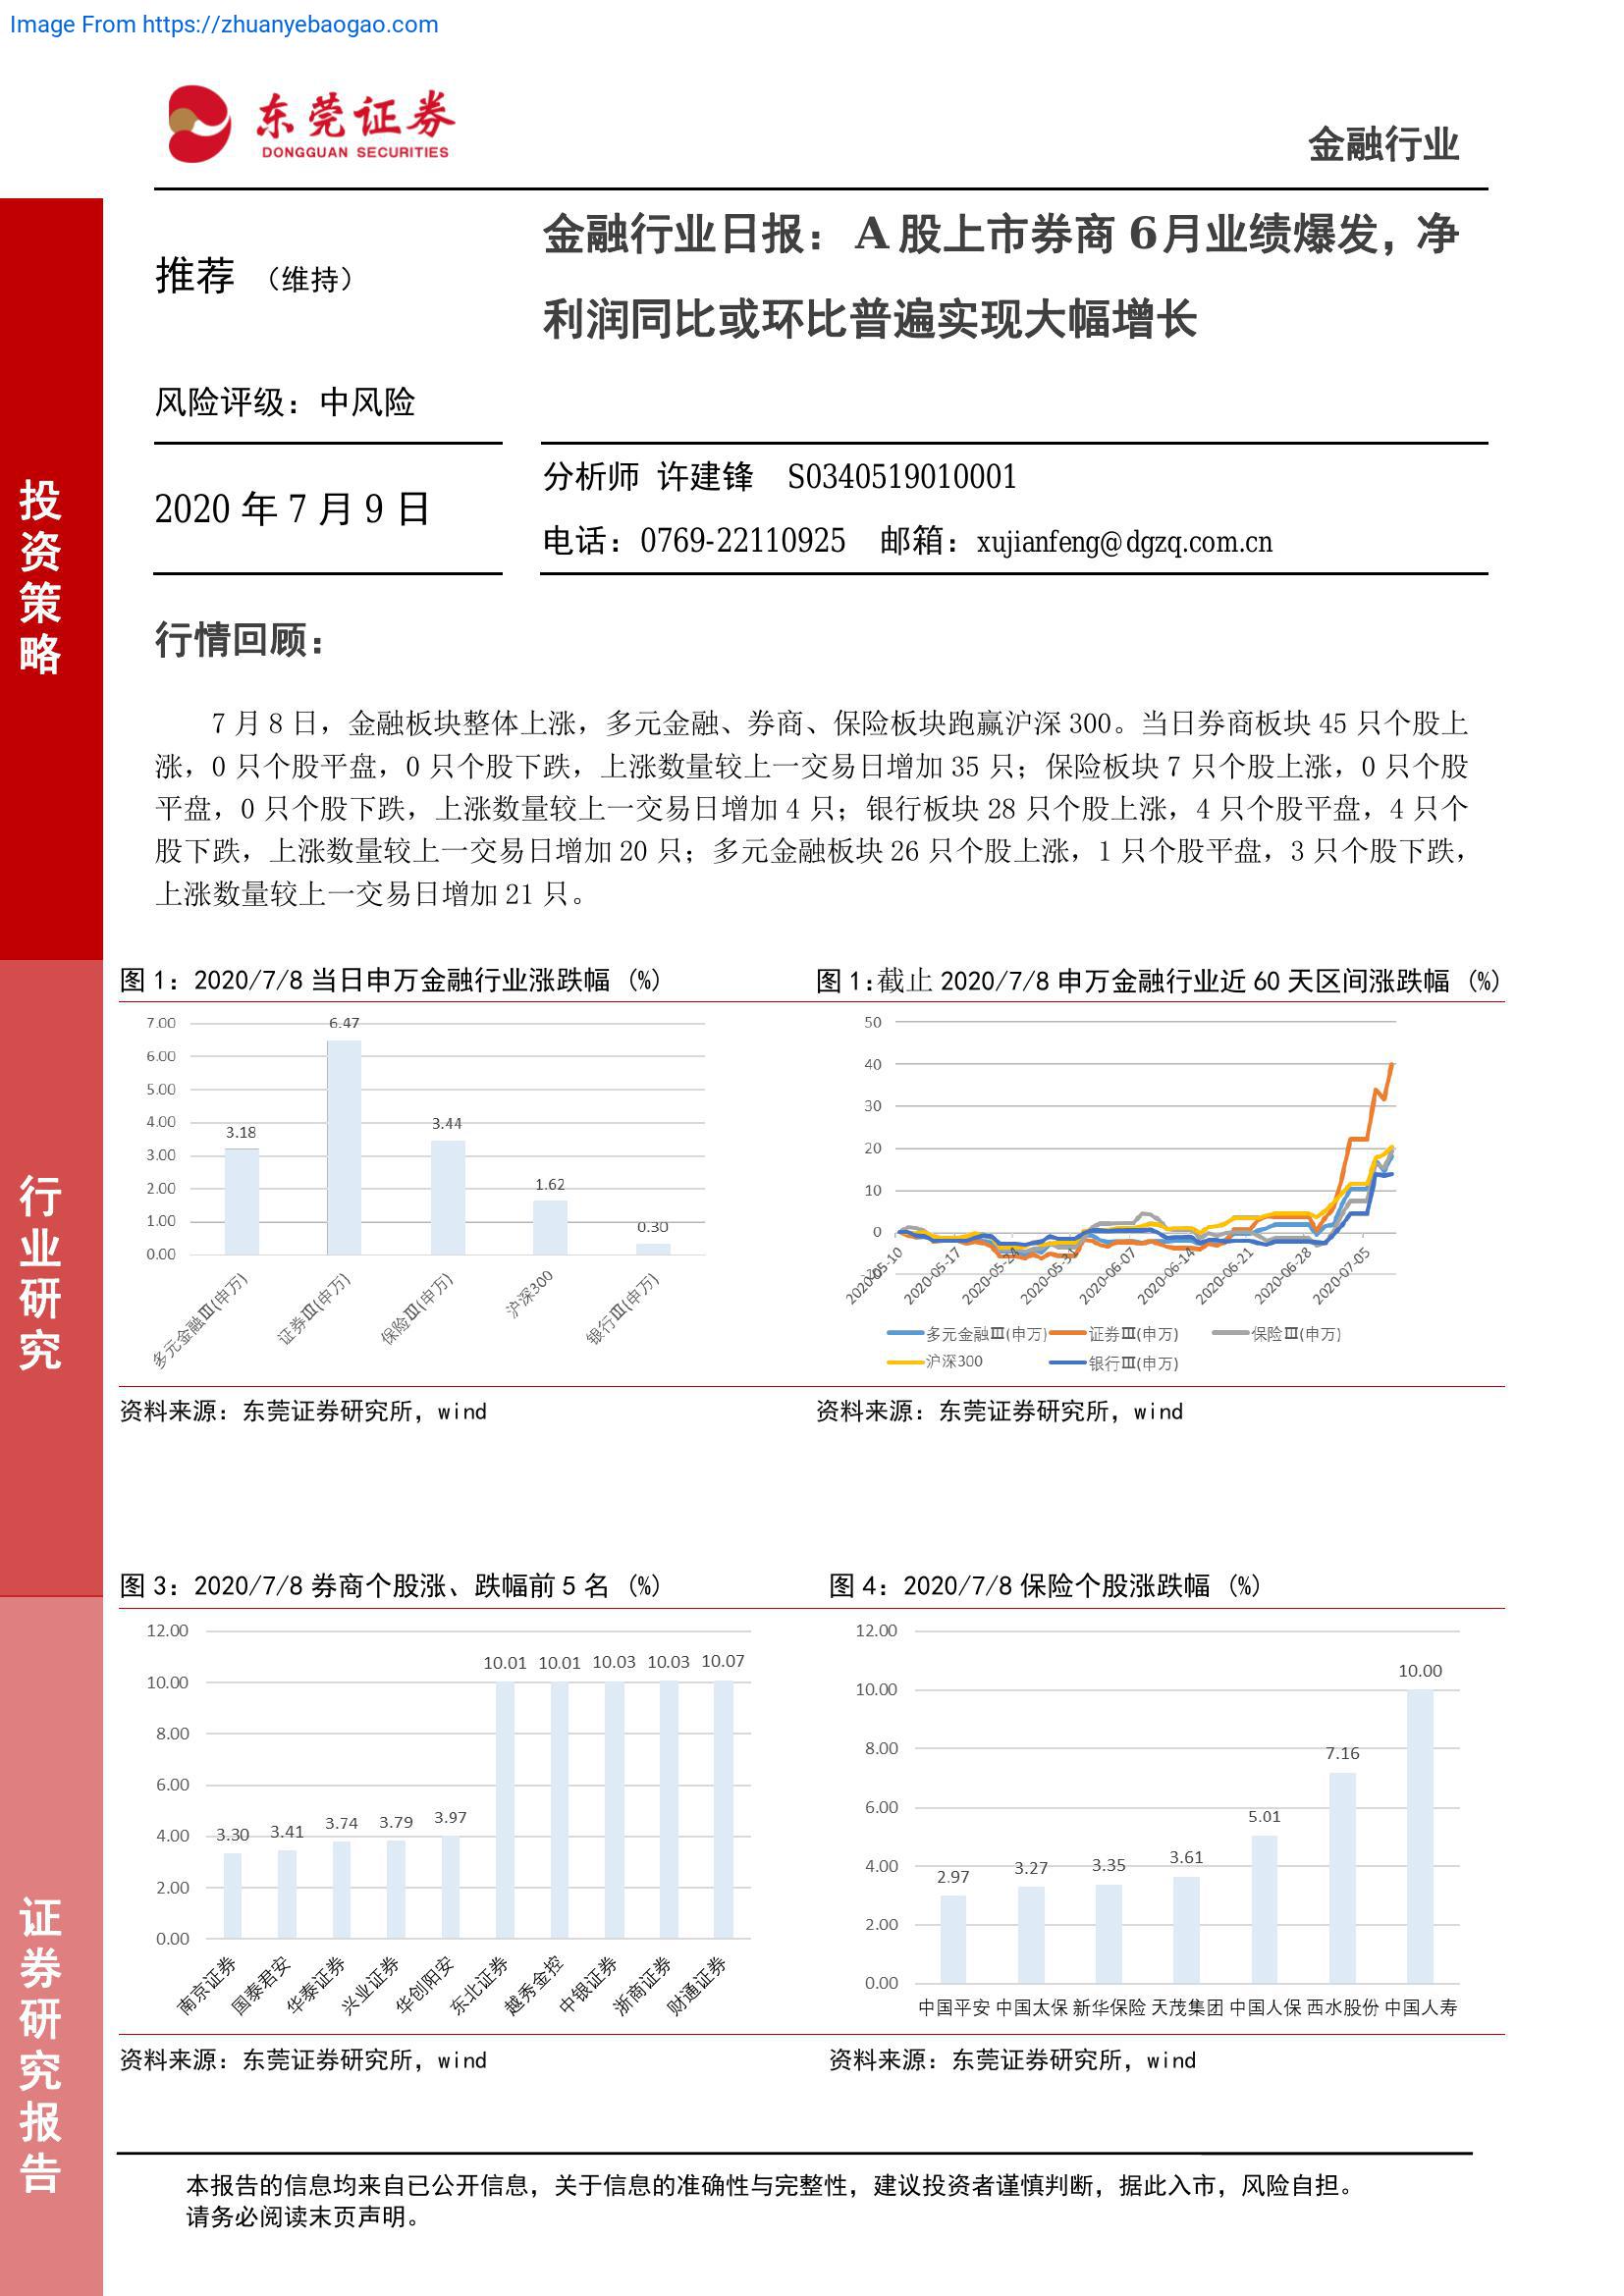 Image From https://zhuanyebaogao.com
东莞证券
DONGGUAN SECURITIES
金融行业
推荐 （维持）
金融行业日报：A 股上市券商 6 月业绩爆发，净
利润同比或环比普遍实现大幅增长
风险评级：中风险
2020 年 7 月 9 日
分析师 许建锋 S0340519010001
电话：0769-22110925 邮箱：xujianfeng@dgzq.com.cn
投资策略
行业研究
证券研究报告
行情回顾：
7 月 8 日，金融板块整体上涨，多元金融、券商、保险板块跑赢沪深 300。当日券商板块 45 只个股上
涨，0 只个股平盘，0 只个股下跌，上涨数量较上一交易日增加 35 只；保险板块 7 只个股上涨，0 只个股
平盘，0 只个股下跌，上涨数量较上一交易日增加 4 只；银行板块 28 只个股上涨，4 只个股平盘，4 只个
股下跌，上涨数量较上一交易日增加 20 只；多元金融板块 26 只个股上涨，1 只个股平盘，3 只个股下跌，
上涨数量较上一交易日增加 21 只。
图 1：2020/7/8 当日申万金融行业涨跌幅（%）
7.00
6.00
5.00
4.00
3.00
2.00
1.00
0.00
3.18
6.47
3.44
1.62
0.30
多元金融Ⅲ(申万)
证券Ⅲ(申万)
保险Ⅲ(申万)
沪深300
银行Ⅲ(申万)
资料来源：东莞证券研究所，wind
图 1：截止 2020/7/8 申万金融行业近 60 天区间涨跌幅（%）
50
40
30
20
10
0
-10
2020-05-10
2020-05-17
2020-05-24
2020-05-31
2020-06-07
2020-06-14
2020-06-21
2020-06-28
2020-07-05
多元金融Ⅲ(申万) 证券Ⅲ(申万) 保险Ⅲ(申万)
沪深300 银行Ⅲ(申万)
资料来源：东莞证券研究所，wind
图 3：2020/7/8 券商个股涨、跌幅前 5 名（%）
12.00
10.00
8.00
6.00
4.00
2.00
0.00
3.30 3.41 3.74 3.79 3.97 10.01 10.01 10.03 10.03 10.07
南京证券
国泰君安
华泰证券
兴业证券
华创阳安
东北证券
越秀金控
中银证券
浙商证券
财通证券
资料来源：东莞证券研究所，wind
图 4：2020/7/8 保险个股涨跌幅（%）
12.00
10.00
8.00
6.00
4.00
2.00
0.00
2.97 3.27 3.35 3.61 5.01 7.16 10.00
中国平安 中国太保 新华保险 天茂集团 中国人保 西水股份 中国人寿
资料来源：东莞证券研究所，wind
本报告的信息均来自已公开信息，关于信息的准确性与完整性，建议投资者谨慎判断，据此入市，风险自担。
请务必阅读末页声明。